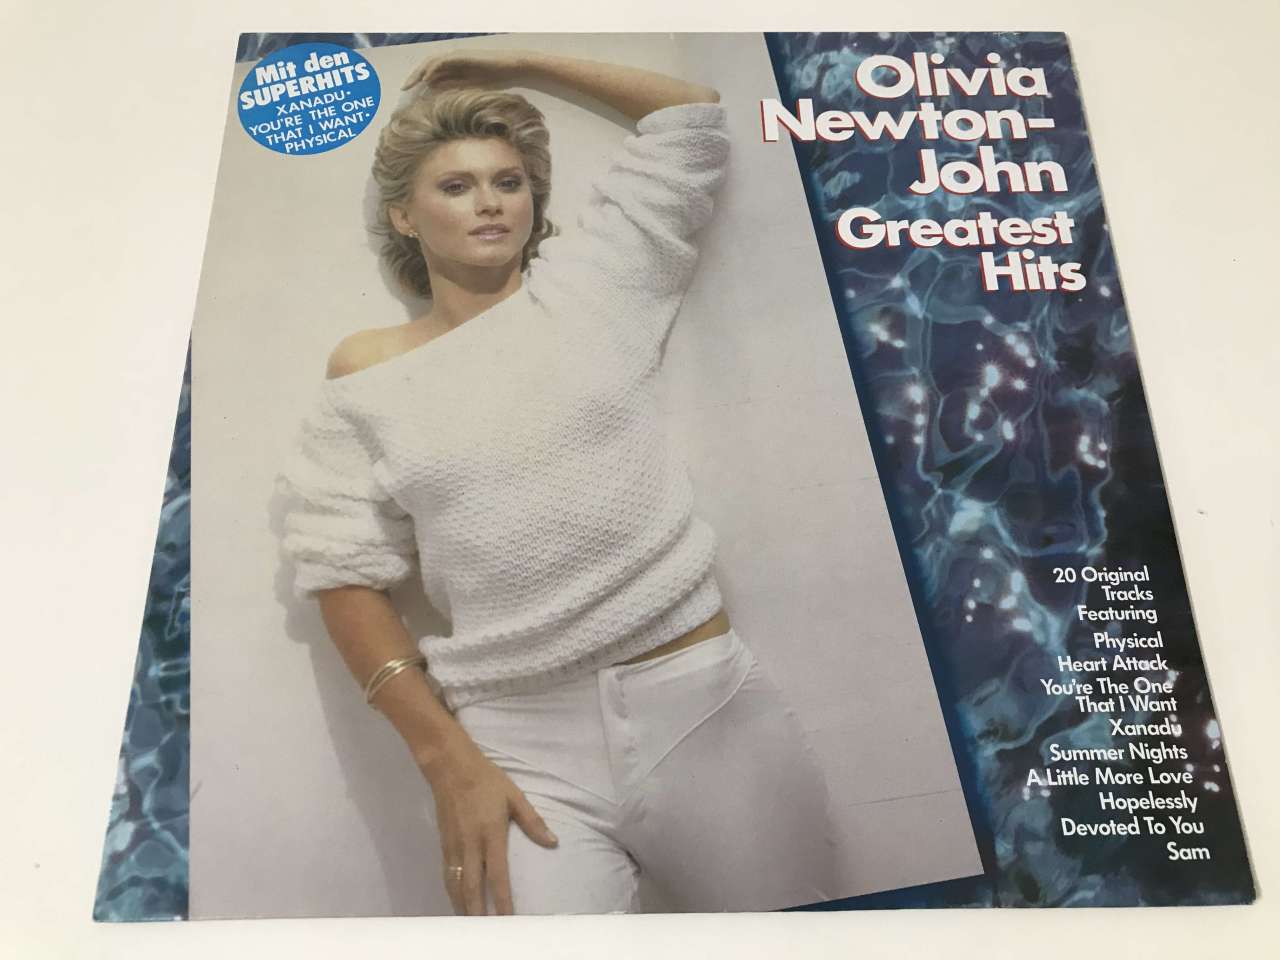 Mit den
SUPERHITS
XANADU·
YOU'RE THE ONE
THAT I WANT·
PHYSICAL
Olivia
Newton-
John
Greatest
Hits
20 Original
Tracks
Featuring
Physical
Heart Attack
You're The One
That I Want
Xanadu
Summer Nights
A Little More Love
Hopelessly
Devoted To You
Sam